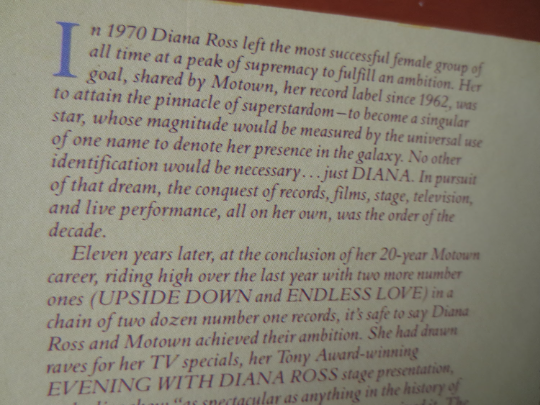 In 1970 Diana Ross left the most successful female group of
all time at a peak of supremacy to fulfill an ambition. Her
goal, shared by Motown, her record label since 1962, was
to attain the pinnacle of superstardom—to become a singular
star, whose magnitude would be measured by the universal use
of one name to denote her presence in the galaxy. No other
identification would be necessary...just DIANA. In pursuit
of that dream, the conquest of records, films, stage, television,
and live performance, all on her own, was the order of the
decade.
Eleven years later, at the conclusion of her 20-year Motown
career, riding high over the last year with two more number
ones (UPSIDE DOWN and ENDLESS LOVE) in a
chain of two dozen number one records, it's safe to say Diana
Ross and Motown achieved their ambition. She had drawn
raves for her TV specials, her Tony Award-winning
EVENING WITH DIANA ROSS stage presentation,
"as spectacular as anything in the history of